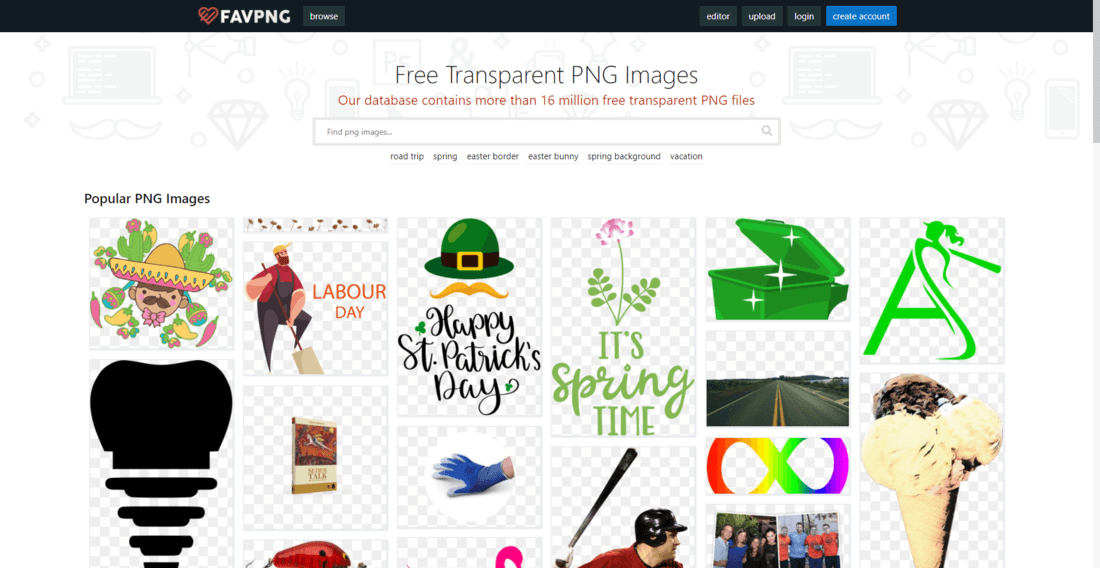 FAVPNG
browse
editor
upload
login
create account
Free Transparent PNG Images
Our database contains more than 16 million free transparent PNG files
Find png images...
road trip
spring
easter border
easter bunny
spring background
vacation
Popular PNG Images
LABOUR
DAY
Happy
St. Patrick's
Day
IT'S
Spring
TIME
SUDER
TALK
A
Ps
&